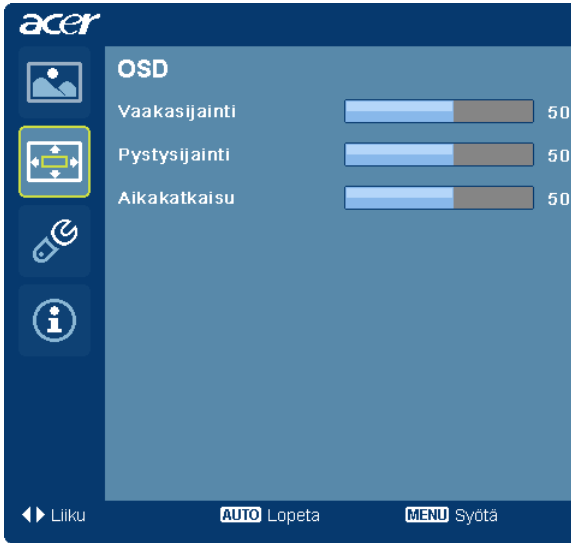 acer
OSD
Vaakasijainti 50
Pystysijainti 50
Aikakatkaisu 50
Liiku AUTO Lopeta MENU Syötä